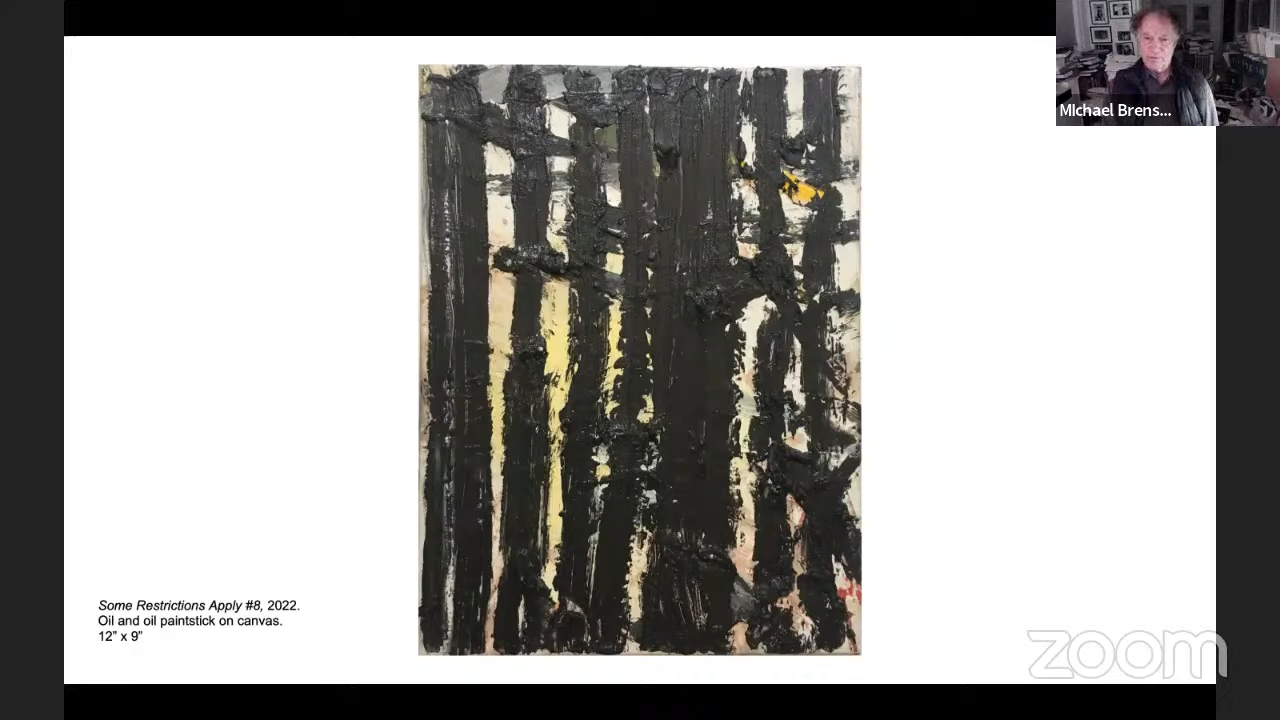 MIchael Brens...
Some Restrictions Apply #8, 2022.
Oil and oil paintstick on canvas.
12” x 9”
zoom